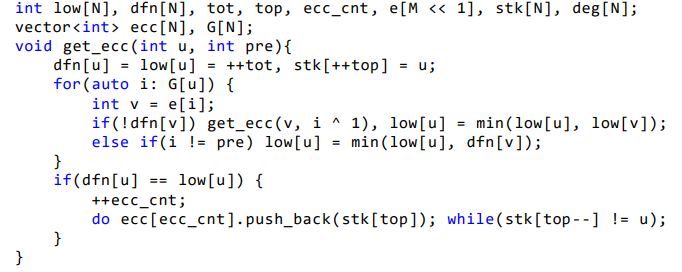 int low[N], dfn[N], tot, top, ecc_cnt, e[M << 1], stk[N], deg[N];
vector<int> ecc[N], G[N];
void get_ecc(int u, int pre){
    dfn[u] = low[u] = ++tot, stk[++top] = u;
    for(auto i: G[u]) {
        int v = e[i];
        if(!dfn[v]) get_ecc(v, i ^ 1), low[u] = min(low[u], low[v]);
        else if(i != pre) low[u] = min(low[u], dfn[v]);
    }
    if(dfn[u] == low[u]) {
        ++ecc_cnt;
        do ecc[ecc_cnt].push_back(stk[top]); while(stk[top--] != u);
    }
}